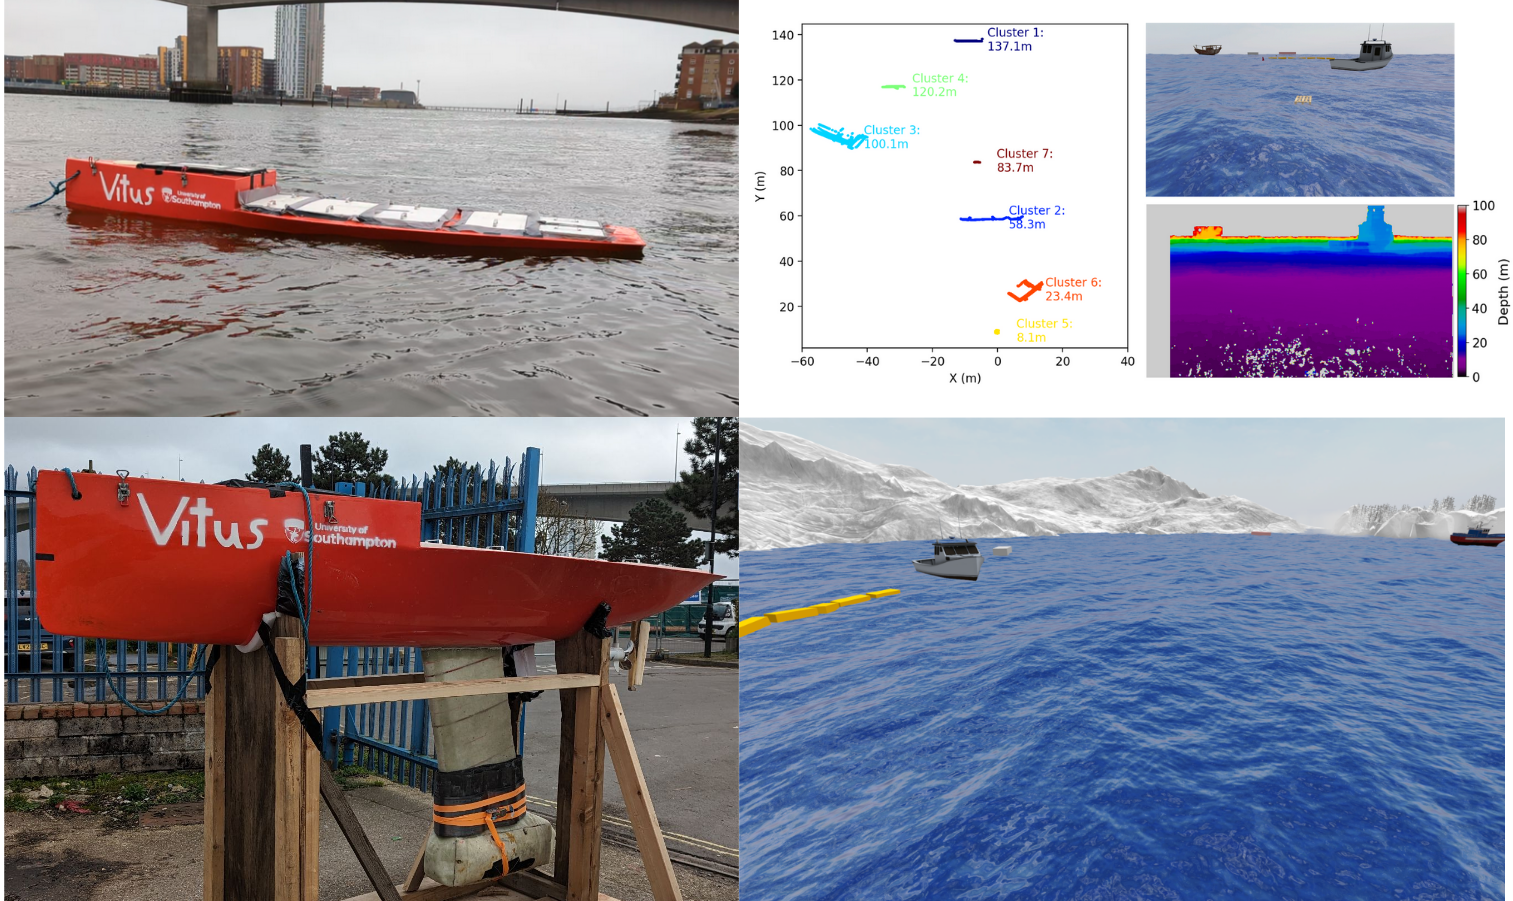 Vitus
University of
Southampton
140
120
100
80
60
40
20
Y (m)
−60
−40
−20
0
20
40
X (m)
Cluster 1:
137.1m
Cluster 4:
120.2m
Cluster 3:
100.1m
Cluster 7:
83.7m
Cluster 2:
58.3m
Cluster 6:
23.4m
Cluster 5:
8.1m
100
80
60
40
20
0
Depth (m)
Vitus
University of
Southampton